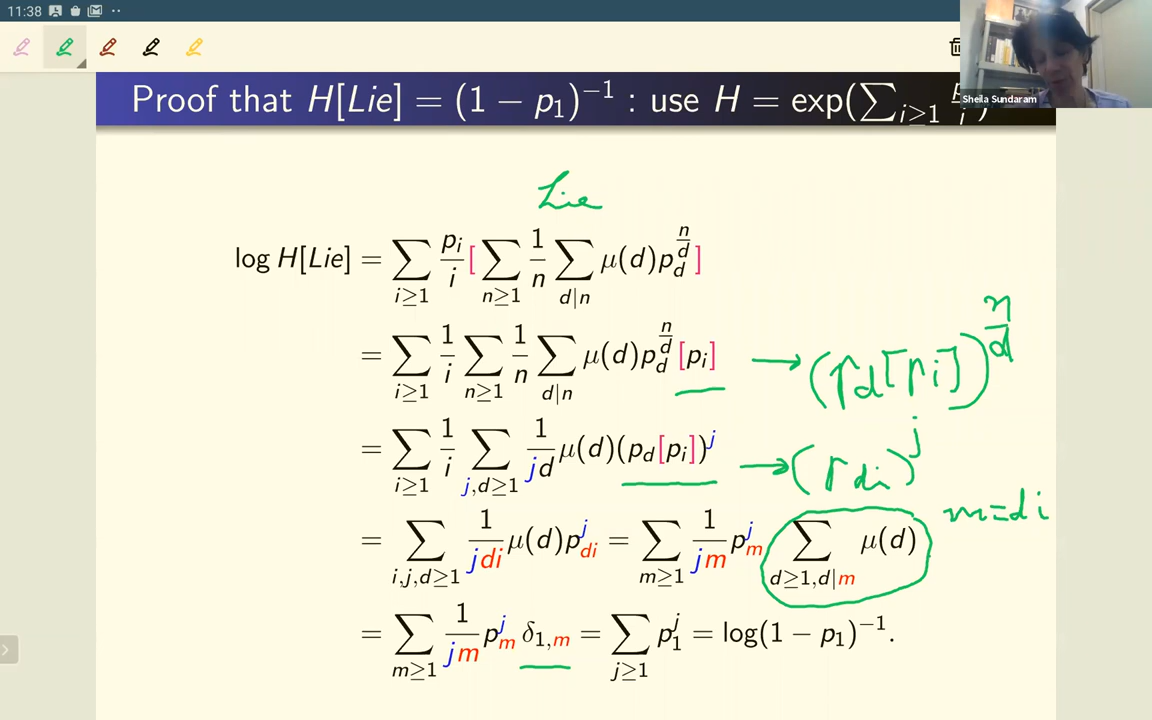 11:38
Sheila Sundaram
Proof that H[Lie] = (1 − p₁)⁻¹ : use H = exp(∑_{i≥1} p_i/i)
Lie
log H[Lie] = ∑_{i≥1} p_i/i [ ∑_{n≥1} 1/n ∑_{d|n} μ(d)p_d^{n/d} ]
= ∑_{i≥1} 1/i ∑_{n≥1} 1/n ∑_{d|n} μ(d)p_d^{n/d}[p_i] → (p_d[p_i])^{n/d}
= ∑_{i≥1} 1/i ∑_{j,d≥1} 1/jd μ(d)(p_d[p_i])^j → (p_{di})^j
m=di
= ∑_{i,j,d≥1} 1/jdi μ(d)p_{di}^j = ∑_{m≥1} 1/jm p_m^j ∑_{d≥1,d|m} μ(d)
= ∑_{m≥1} 1/jm p_m^j δ_{1,m} = ∑_{j≥1} p_1^j = log(1 − p₁)⁻¹.